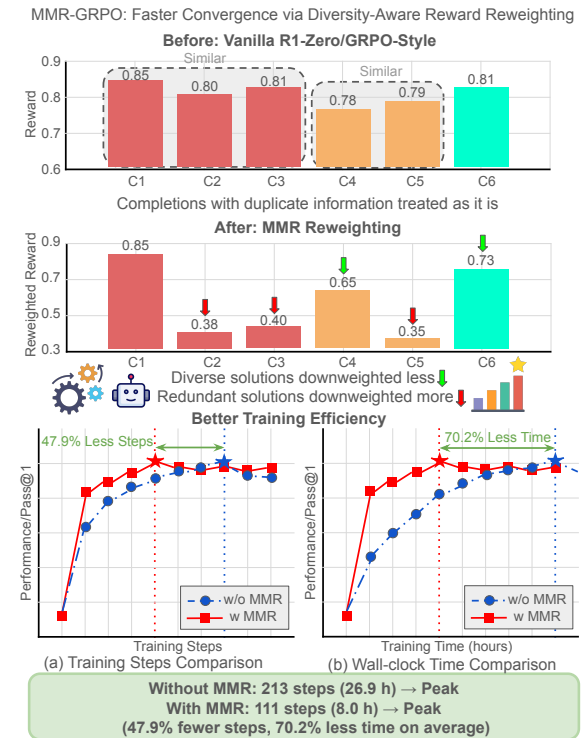 MMR-GRPO: Faster Convergence via Diversity-Aware Reward Reweighting
Before: Vanilla R1-Zero/GRPO-Style
Similar
Similar
Reward
0.9
0.8
0.7
0.6
0.85
0.80
0.81
0.78
0.79
0.81
C1 C2 C3 C4 C5 C6
Completions with duplicate information treated as it is
After: MMR Reweighting
Reweighted Reward
0.9
0.7
0.5
0.3
0.85
0.38
0.40
0.65
0.35
0.73
C1 C2 C3 C4 C5 C6
Diverse solutions downweighted less
Redundant solutions downweighted more
Better Training Efficiency
47.9% Less Steps
Performance/Pass@1
w/o MMR
w MMR
Training Steps
(a) Training Steps Comparison
70.2% Less Time
Performance/Pass@1
w/o MMR
w MMR
Training Time (hours)
(b) Wall-clock Time Comparison
Without MMR: 213 steps (26.9 h) → Peak
With MMR: 111 steps (8.0 h) → Peak
(47.9% fewer steps, 70.2% less time on average)